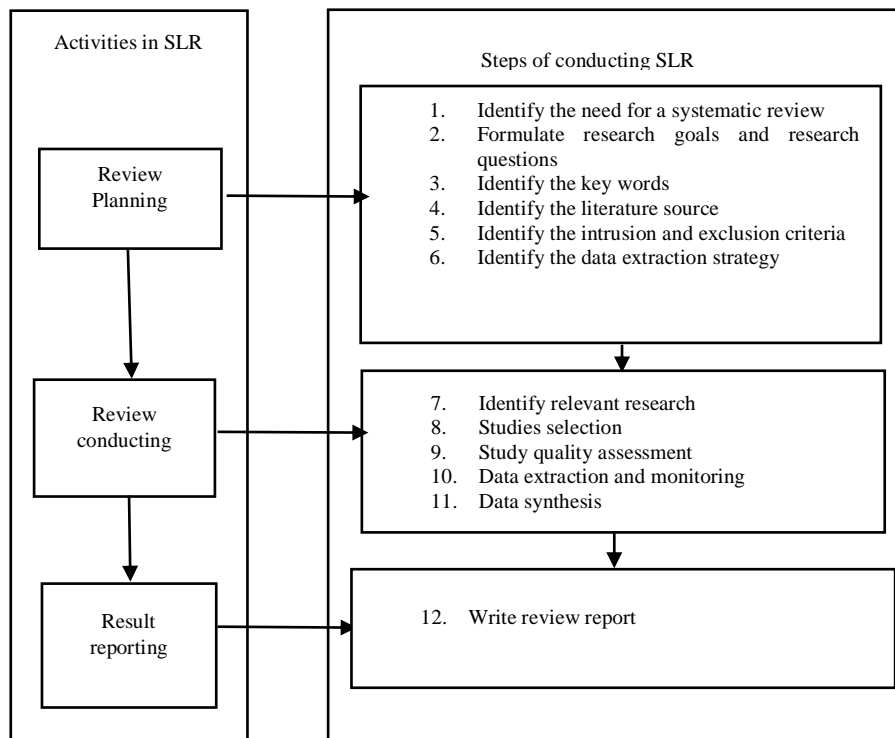 Activities in SLR
Steps of conducting SLR
Review
Planning
1. Identify the need for a systematic review
2. Formulate research goals and research
questions
3. Identify the key words
4. Identify the literature source
5. Identify the intrusion and exclusion criteria
6. Identify the data extraction strategy
Review
conducting
7. Identify relevant research
8. Studies selection
9. Study quality assessment
10. Data extraction and monitoring
11. Data synthesis
Result
reporting
12. Write review report